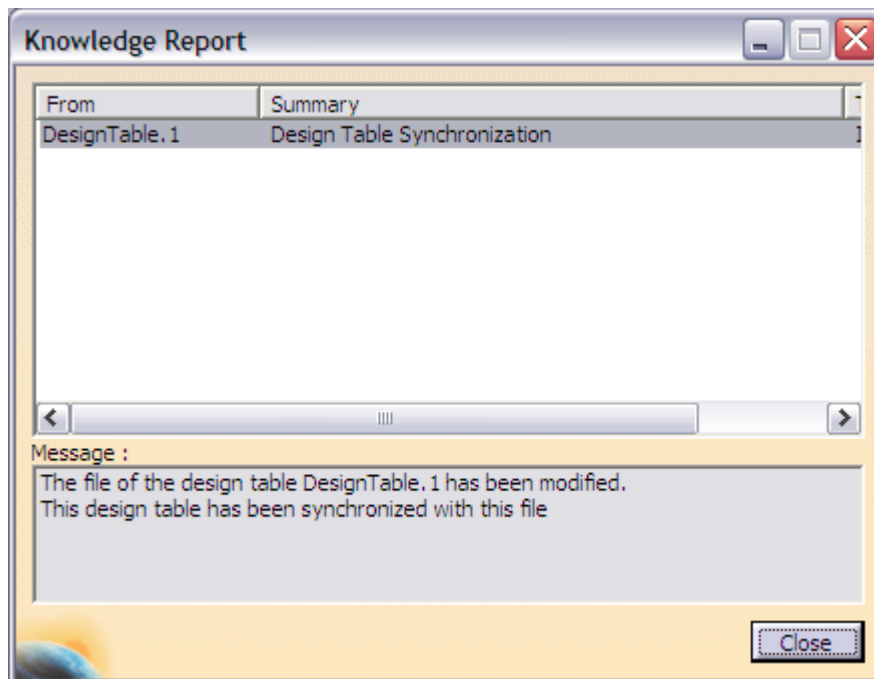 Knowledge Report
From Summary
DesignTable.1 Design Table Synchronization
Message :
The file of the design table DesignTable.1 has been modified.
This design table has been synchronized with this file
Close